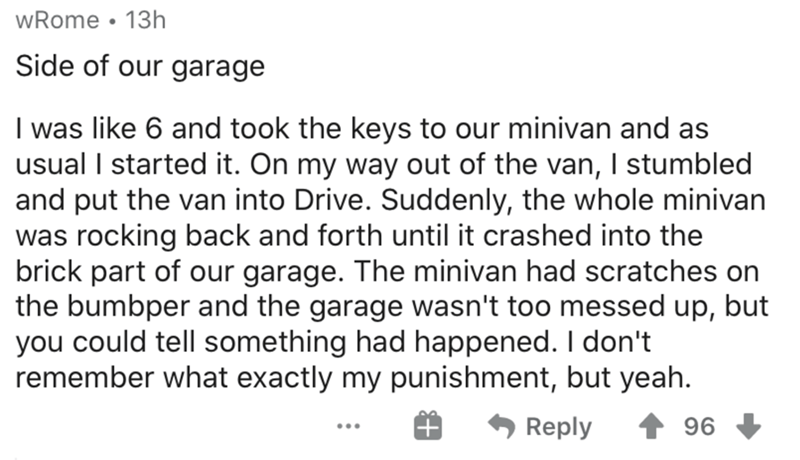 wRome • 13h
Side of our garage
I was like 6 and took the keys to our minivan and as
usual I started it. On my way out of the van, I stumbled
and put the van into Drive. Suddenly, the whole minivan
was rocking back and forth until it crashed into the
brick part of our garage. The minivan had scratches on
the bumbper and the garage wasn't too messed up, but
you could tell something had happened. I don't
remember what exactly my punishment, but yeah.
... Reply 96